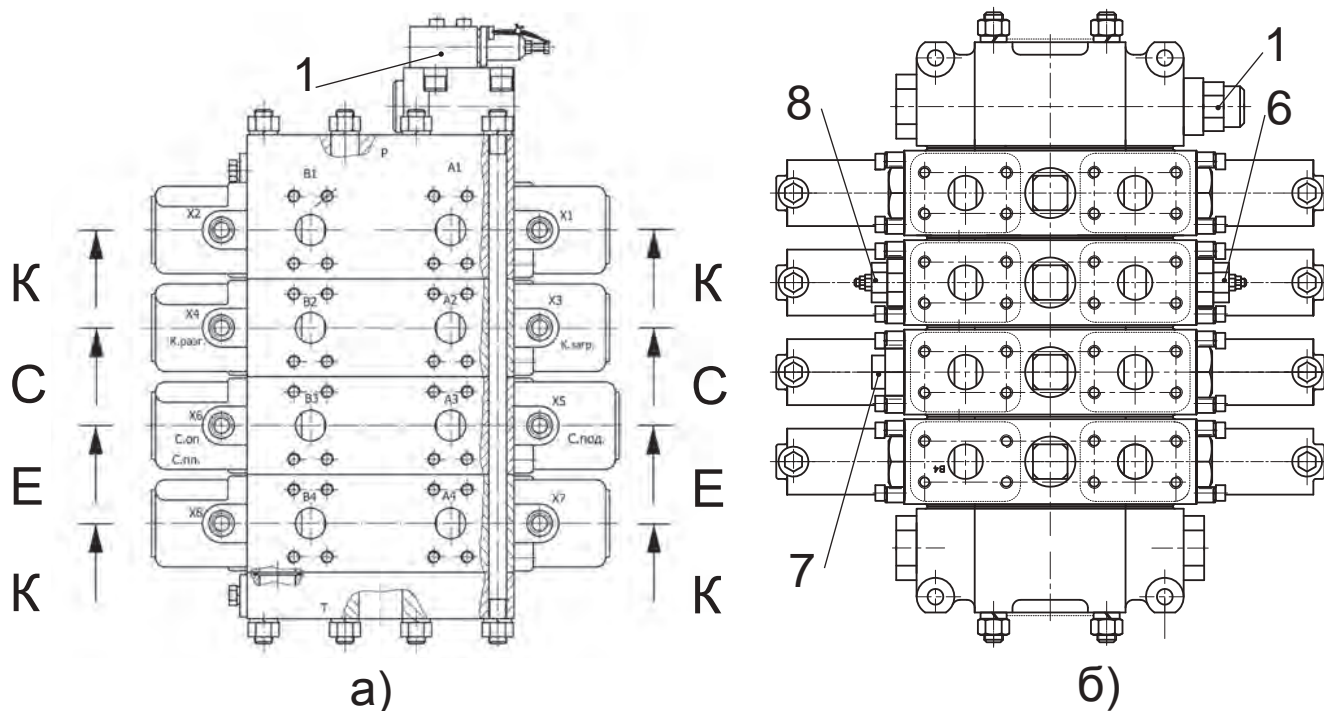 1
P
B1 A1
X2 X1
К К
B2 A2
X4 X3
К.разг. К.загр.
С С
B3 A3
X6 X5
С.оп. С.под.
С.пл.
Е Е
B4 A4
X8 X7
К К
T
а)
1
8 6
7
B4
б)